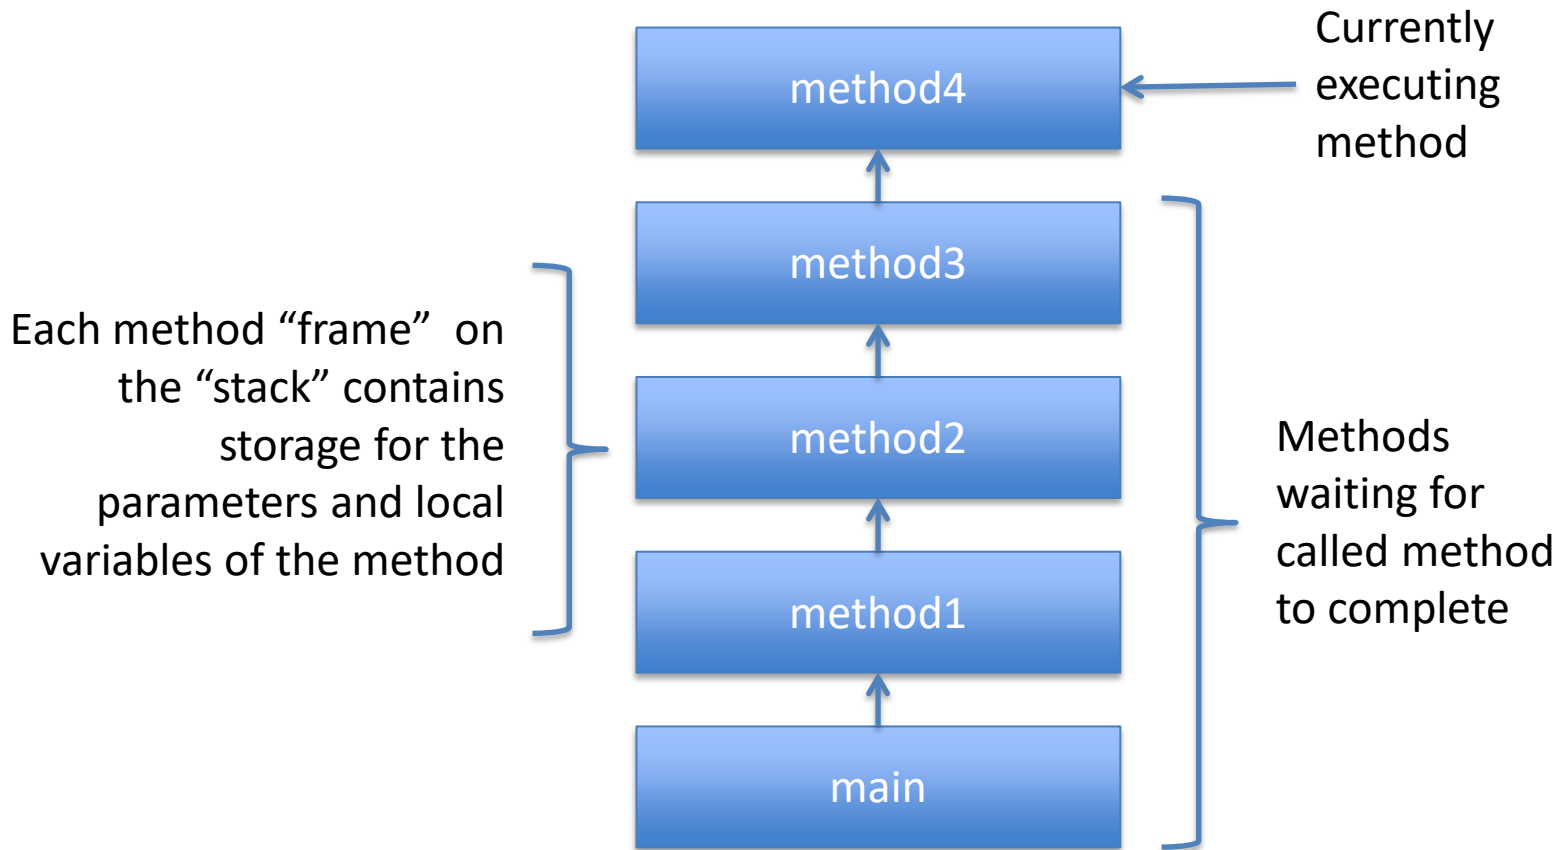 method4
Currently
executing
method
method3
Each method “frame”  on
the “stack” contains
storage for the
parameters and local
variables of the method
method2
Methods
waiting for
called method
to complete
method1
main